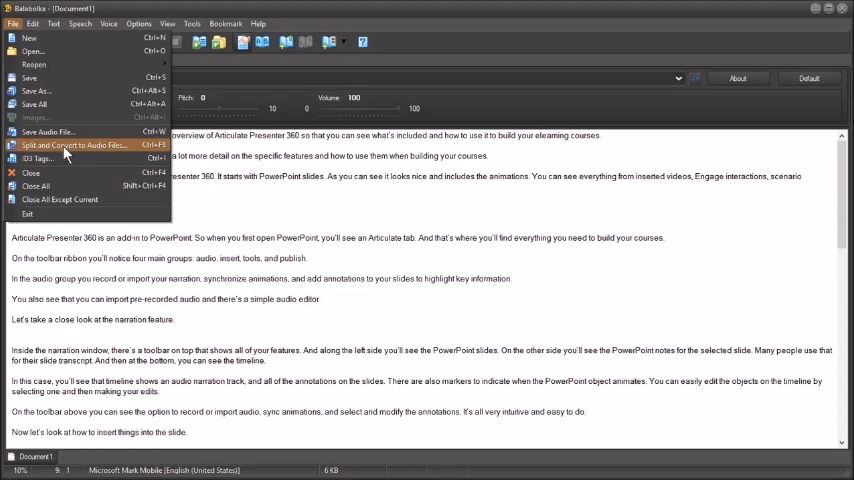 Balabolka - [Document1]
File Edit Text Speech Voice Options View Tools Bookmark Help
New Ctrl+N
Open... Ctrl+O
Reopen
Save Ctrl+S
Save As... Ctrl+Alt+S
Save All Ctrl+Alt+A
Images... Ctrl+Alt+I
Save Audio File... Ctrl+W
Split and Convert to Audio Files... Ctrl+F8
ID3 Tags... Ctrl+I
Close Ctrl+F4
Close All Shift+Ctrl+F4
Close All Except Current
Exit
About Default
Pitch: 0 Volume: 100
10 0 100
overview of Articulate Presenter 360 so that you can see what's included and how to use it to build your elearning courses.
a lot more detail on the specific features and how to use them when building your courses.
senter 360. It starts with PowerPoint slides. As you can see it looks nice and includes the animations. You can see everything from inserted videos, Engage interactions, scenario
Articulate Presenter 360 is an add-in to PowerPoint. So when you first open PowerPoint, you'll see an Articulate tab. And that's where you'll find everything you need to build your courses.
On the toolbar ribbon you'll notice four main groups: audio, insert, tools, and publish.
In the audio group you record or import your narration, synchronize animations, and add annotations to your slides to highlight key information.
You also see that you can import pre-recorded audio and there's a simple audio editor.
Let's take a close look at the narration feature.
Inside the narration window, there's a toolbar on top that shows all of your features. And along the left side you'll see the PowerPoint slides. On the other side you'll see the PowerPoint notes for the selected slide. Many people use that
for their slide transcript. And then at the bottom, you can see the timeline.
In this case, you'll see that timeline shows an audio narration track, and all of the annotations on the slides. There are also markers to indicate when the PowerPoint object animates. You can easily edit the objects on the timeline by
selecting one and then making your edits.
On the toolbar above you can see the option to record or import audio, sync animations, and select and modify the annotations. It's all very intuitive and easy to do.
Now let's look at how to insert things into the slide.
Document1
10% 9: 1 Microsoft Mark Mobile [English (United States)] 6 KB